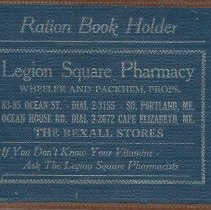 Ration Book Holder
Legion Square Pharmacy
WHEELER AND PACKHEM, PROPS.
83-85 OCEAN ST. - DIAL 2-3155 - SO. PORTLAND, ME.
OCEAN HOUSE RD. DIAL 3-2672 CAPE ELIZABETH, ME.
THE REXALL STORES
If You Don't Know Your Vitamins
Ask The Legion Square Pharmacists